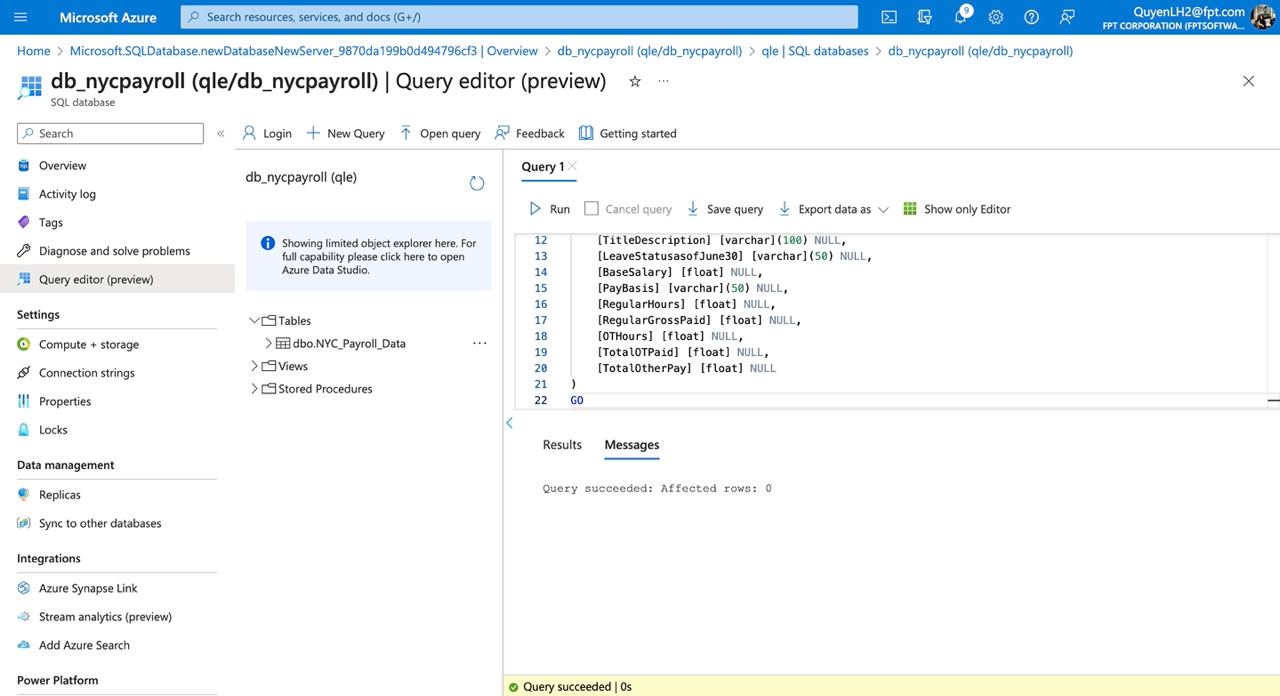 Microsoft Azure
Search resources, services, and docs (G+/)
9
QuyenLH2@fpt.com
FPT CORPORATION (FPTSOFTWA...
Home > Microsoft.SQLDatabase.newDatabaseNewServer_9870da199b0d494796cf3 | Overview > db_nycpayroll (qle/db_nycpayroll) > qle | SQL databases > db_nycpayroll (qle/db_nycpayroll)
db_nycpayroll (qle/db_nycpayroll) | Query editor (preview)
SQL database
Search
Overview
Activity log
Tags
Diagnose and solve problems
Query editor (preview)
Settings
Compute + storage
Connection strings
Properties
Locks
Data management
Replicas
Sync to other databases
Integrations
Azure Synapse Link
Stream analytics (preview)
Add Azure Search
Power Platform
Login
New Query
Open query
Feedback
Getting started
db_nycpayroll (qle)
Showing limited object explorer here. For
full capability please click here to open
Azure Data Studio.
Tables
dbo.NYC_Payroll_Data
Views
Stored Procedures
Query 1
Run
Cancel query
Save query
Export data as
Show only Editor
12 [TitleDescription] [varchar](100) NULL,
13 [LeaveStatusasofJune30] [varchar](50) NULL,
14 [BaseSalary] [float] NULL,
15 [PayBasis] [varchar](50) NULL,
16 [RegularHours] [float] NULL,
17 [RegularGrossPaid] [float] NULL,
18 [OTHours] [float] NULL,
19 [TotalOTPaid] [float] NULL,
20 [TotalOtherPay] [float] NULL
21 )
22 GO
Results
Messages
Query succeeded: Affected rows: 0
Query succeeded | 0s